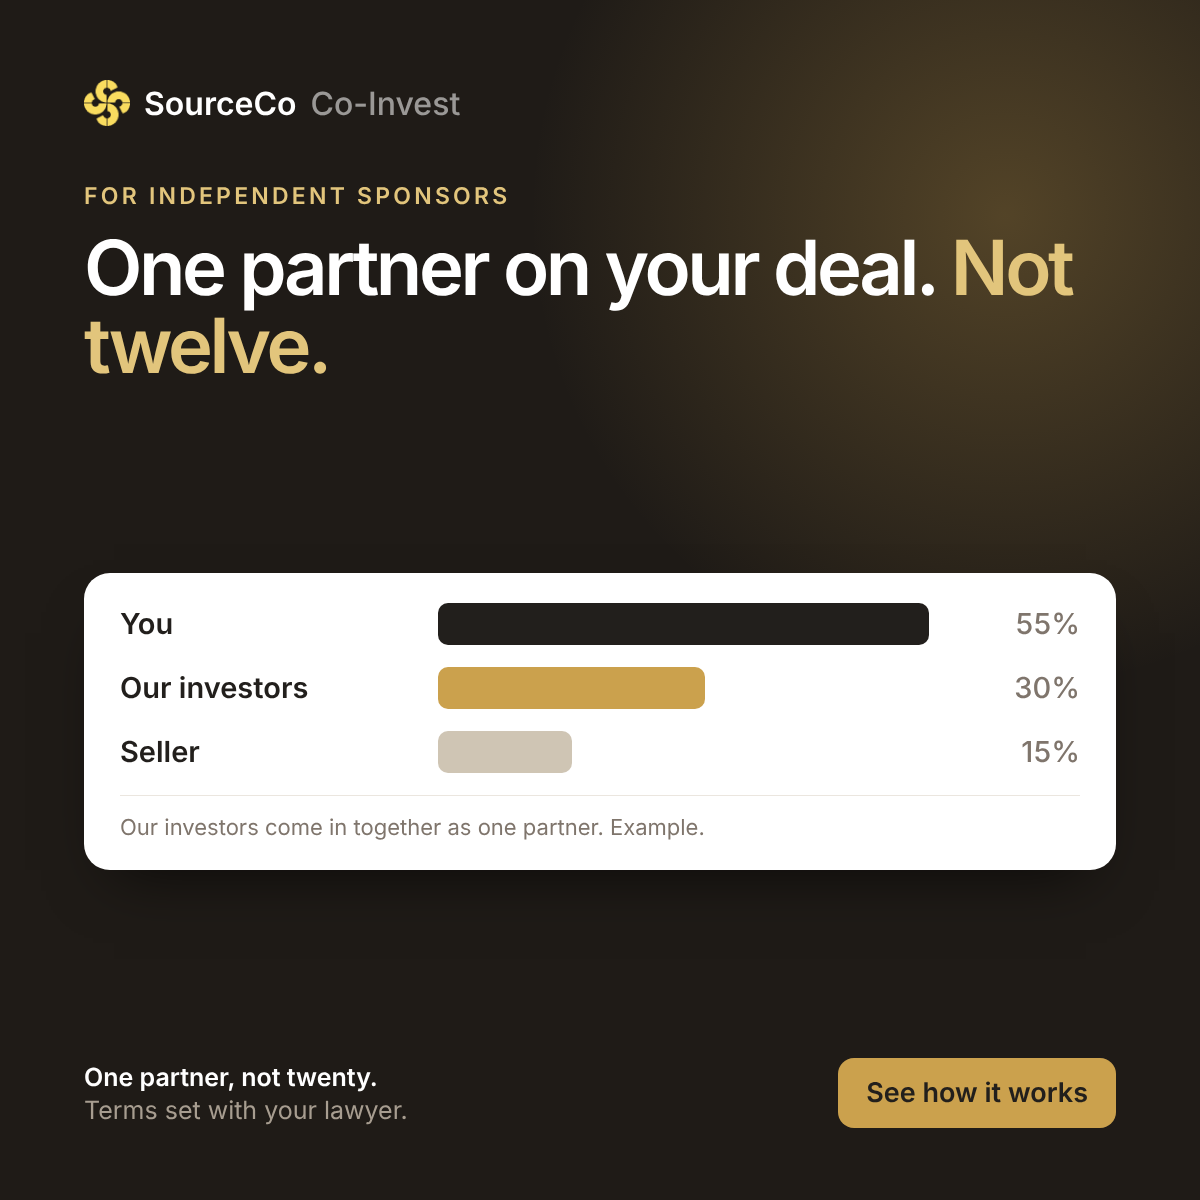 SourceCo Co-Invest
FOR INDEPENDENT SPONSORS
One partner on your deal. Not
twelve.
You 55%
Our investors 30%
Seller 15%
Our investors come in together as one partner. Example.
One partner, not twenty.
Terms set with your lawyer.
See how it works